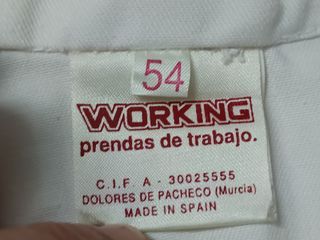 54
WORKING
prendas de trabajo.
C.I.F. A - 30025555
DOLORES DE PACHECO (Murcia)
MADE IN SPAIN